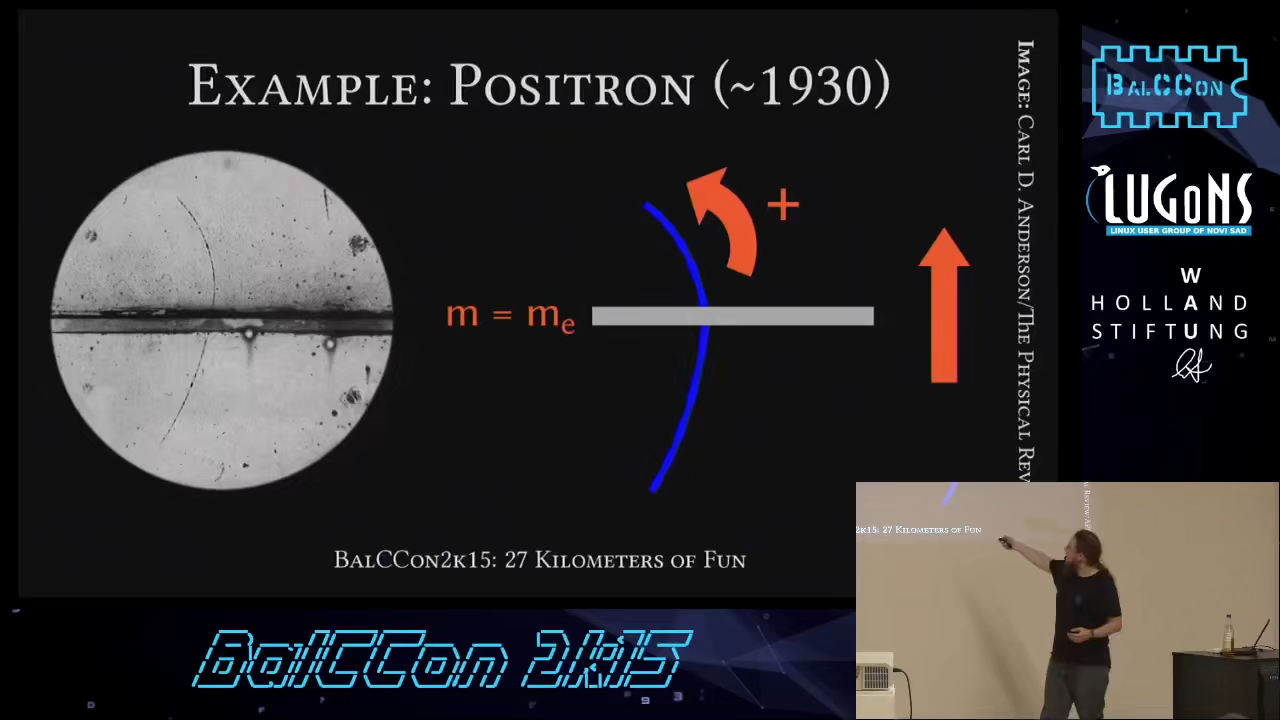 Example: Positron (~1930)
+
m = me
Image: Carl D. Anderson/The Physical Rev
BalCCon2k15: 27 Kilometers of Fun
BALCCON
LUGoNS
LINUX USER GROUP OF NOVI SAD
W
HOLLAND
STIFTUNG
2k15: 27 Kilometers of Fun
BalCCon 2k15